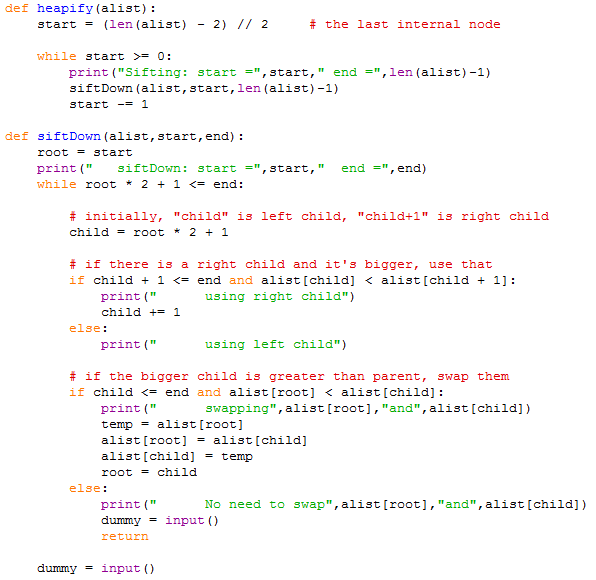 def heapify(alist):
    start = (len(alist) - 2) // 2     # the last internal node

    while start >= 0:
        print("Sifting: start =",start," end =",len(alist)-1)
        siftDown(alist,start,len(alist)-1)
        start -= 1

def siftDown(alist,start,end):
    root = start
    print("   siftDown: start =",start,"  end =",end)
    while root * 2 + 1 <= end:

        # initially, "child" is left child, "child+1" is right child
        child = root * 2 + 1

        # if there is a right child and it's bigger, use that
        if child + 1 <= end and alist[child] < alist[child + 1]:
            print("      using right child")
            child += 1
        else:
            print("      using left child")

        # if the bigger child is greater than parent, swap them
        if child <= end and alist[root] < alist[child]:
            print("      swapping",alist[root],"and",alist[child])
            temp = alist[root]
            alist[root] = alist[child]
            alist[child] = temp
            root = child
        else:
            print("      No need to swap",alist[root],"and",alist[child])
            dummy = input()
            return

    dummy = input()